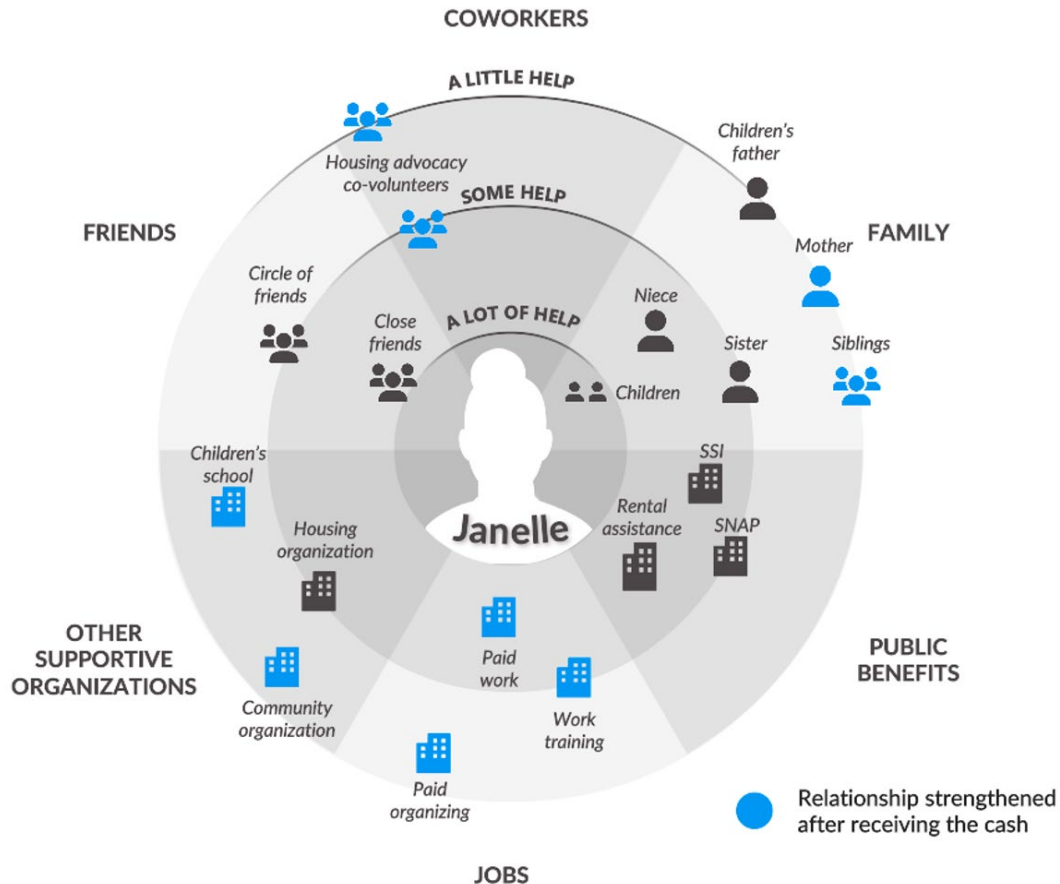 COWORKERS
A LITTLE HELP
Children's
father
Housing advocacy
co-volunteers
SOME HELP
FRIENDS
FAMILY
Mother
Circle of
friends
Niece
A LOT OF HELP
Close
friends
Sister
Siblings
Children
Children's
school
SSI
Rental
assistance
SNAP
Janelle
Housing
organization
OTHER
SUPPORTIVE
ORGANIZATIONS
PUBLIC
BENEFITS
Paid
work
Community
organization
Work
training
Paid
organizing
Relationship strengthened
after receiving the cash
JOBS